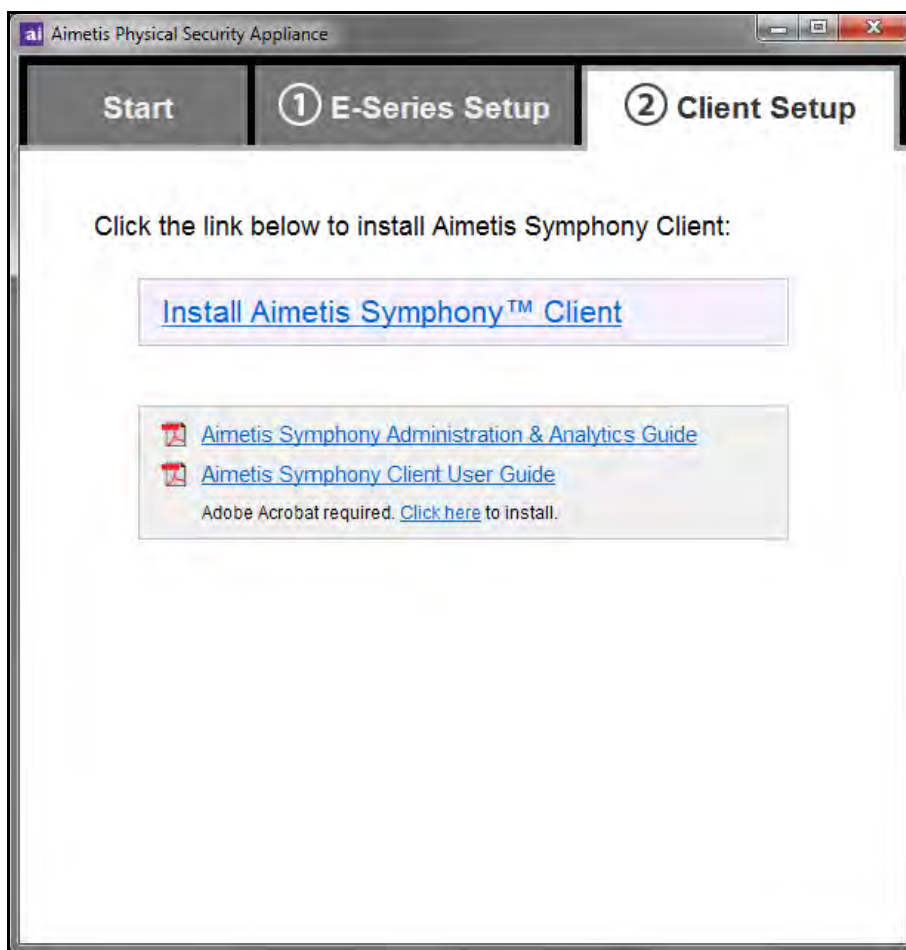 ai Aimetis Physical Security Appliance
Start
① E-Series Setup
② Client Setup
Click the link below to install Aimetis Symphony Client:
Install Aimetis Symphony™ Client
Aimetis Symphony Administration & Analytics Guide
Aimetis Symphony Client User Guide
Adobe Acrobat required. Click here to install.